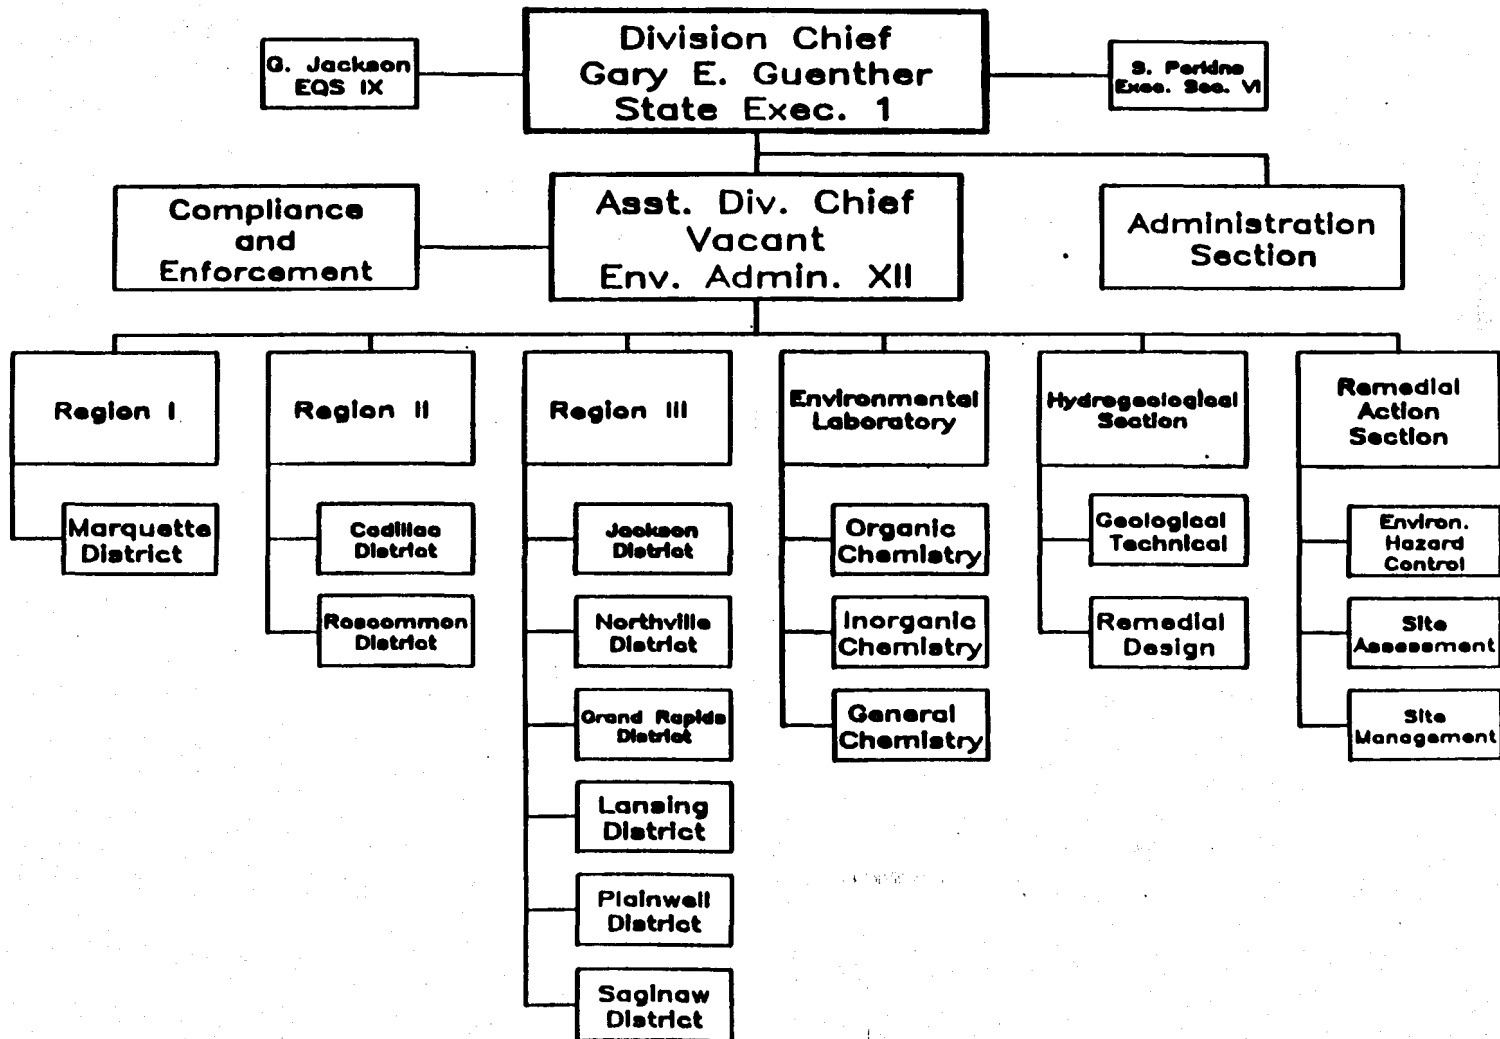 Division Chief
Gary E. Guenther
State Exec. 1
G. Jackson
EQS IX
S. Perkins
Exec. Sec. VI
Compliance
and
Enforcement
Asst. Div. Chief
Vacant
Env. Admin. XII
Administration
Section
Region I
Region II
Region III
Environmental
Laboratory
Hydrogeological
Section
Remedial
Action
Section
Marquette
District
Cadillac
District
Roscommon
District
Jackson
District
Northville
District
Grand Rapids
District
Lansing
District
Plainwell
District
Saginaw
District
Organic
Chemistry
Inorganic
Chemistry
General
Chemistry
Geological
Technical
Remedial
Design
Environ.
Hazard
Control
Site
Assessment
Site
Management